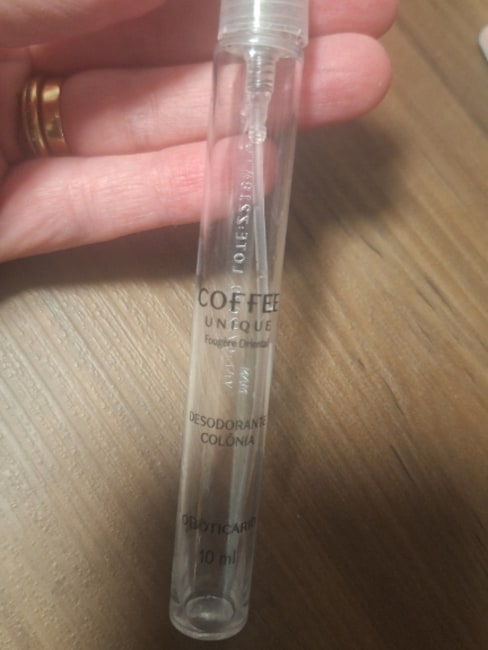 COFFEE
UNIQUE
Fougère Oriental
DESODORANTE
COLÔNIA
OBOTICÁRIO
10 ml